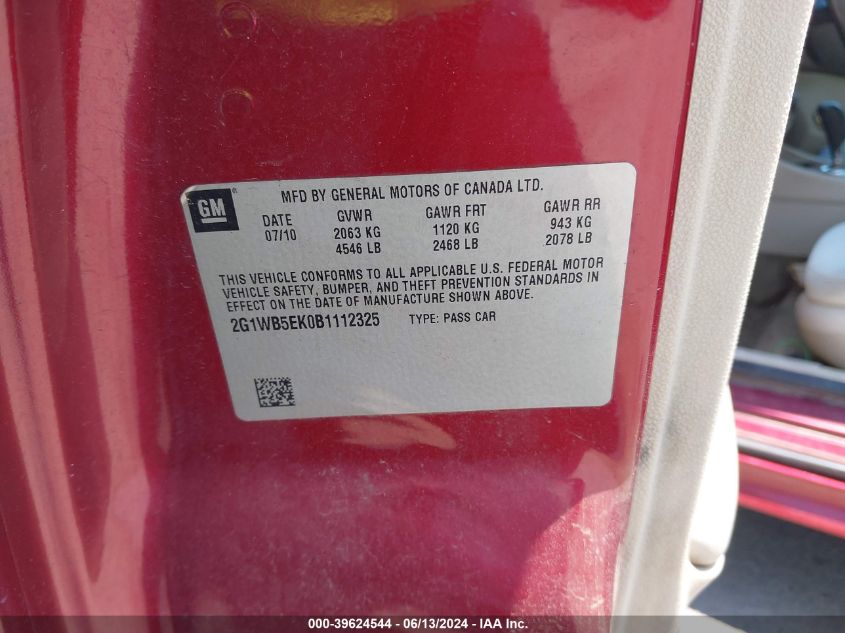 GM
MFD BY GENERAL MOTORS OF CANADA LTD.
DATE GVWR GAWR FRT GAWR RR
07/10 2063 KG 1120 KG 943 KG
4546 LB 2468 LB 2078 LB
THIS VEHICLE CONFORMS TO ALL APPLICABLE U.S. FEDERAL MOTOR
VEHICLE SAFETY, BUMPER, AND THEFT PREVENTION STANDARDS IN
EFFECT ON THE DATE OF MANUFACTURE SHOWN ABOVE.
2G1WB5EK0B1112325 TYPE: PASS CAR
000-39624544 - 06/13/2024 - IAA Inc.